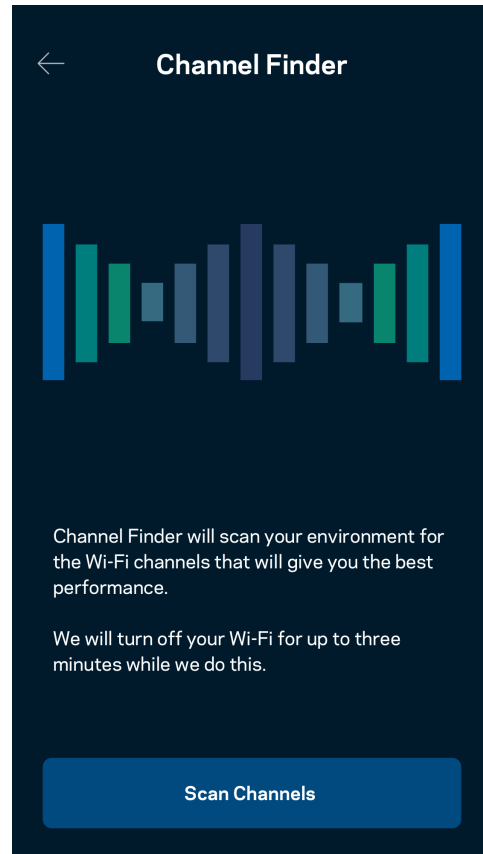 Channel Finder
Channel Finder will scan your environment for
the Wi-Fi channels that will give you the best
performance.
We will turn off your Wi-Fi for up to three
minutes while we do this.
Scan Channels